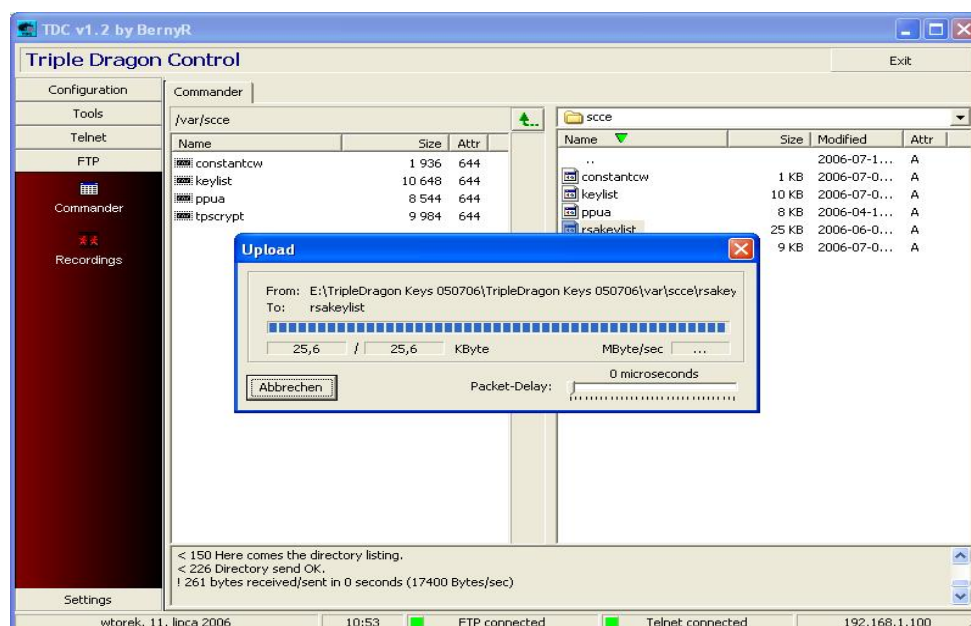 TDC v1.2 by BernyR
Triple Dragon Control
Exit
Configuration
Tools
Telnet
FTP
Commander
Recordings
Settings
Commander
/var/scce
Name Size Attr
constantcw 1 936 644
keylist 10 648 644
ppua 8 544 644
tpscrypt 9 984 644
scce
Name Size Modified Attr
.. 2006-07-1... A
constantcw 1 KB 2006-07-0... A
keylist 10 KB 2006-07-0... A
ppua 8 KB 2006-04-1... A
rsakeylist 25 KB 2006-06-0... A
9 KB 2006-07-0... A
Upload
From: E:\TripleDragon Keys 050706\TripleDragon Keys 050706\var\scce\rsakey
To: rsakeylist
25,6 / 25,6 KByte MByte/sec ...
Abbrechen
Packet-Delay:
0 microseconds
< 150 Here comes the directory listing.
< 226 Directory send OK.
! 261 bytes received/sent in 0 seconds (17400 Bytes/sec)
wtorek, 11. lipca 2006 10:53 FTP connected Telnet connected 192.168.1.100